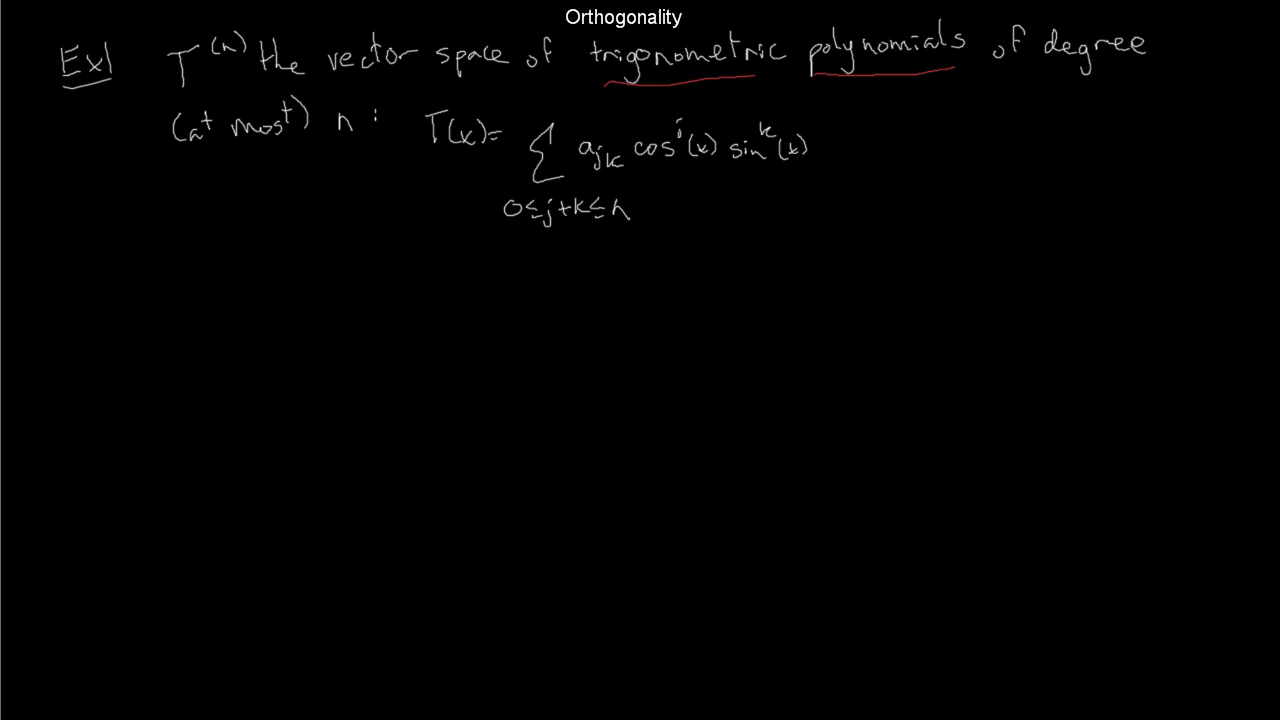 Orthogonality
Ex1 T^(n) the vector space of trigonometric polynomials of degree
(at most) n : T(x)= ∑ a_jk cos^j(x) sin^k(x)
0≤j+k≤n